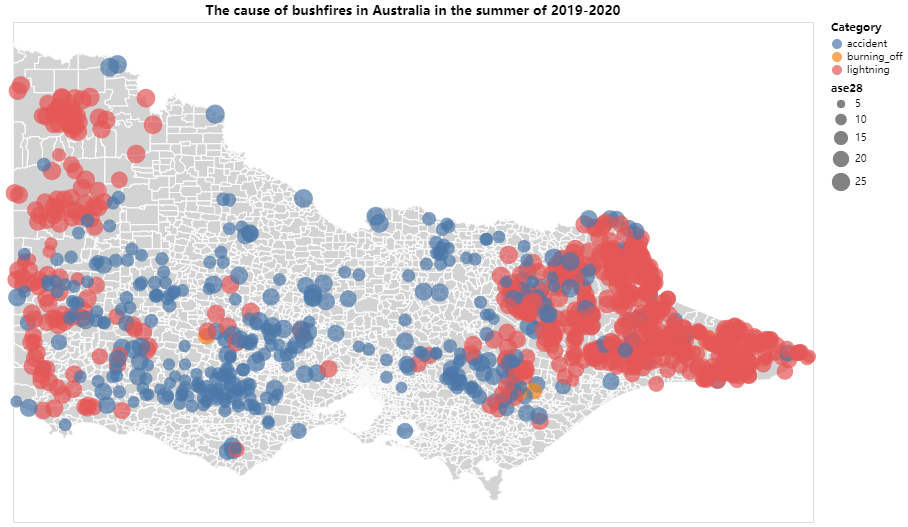 The cause of bushfires in Australia in the summer of 2019-2020
Category
accident
burning_off
lightning
ase28
5
10
15
20
25